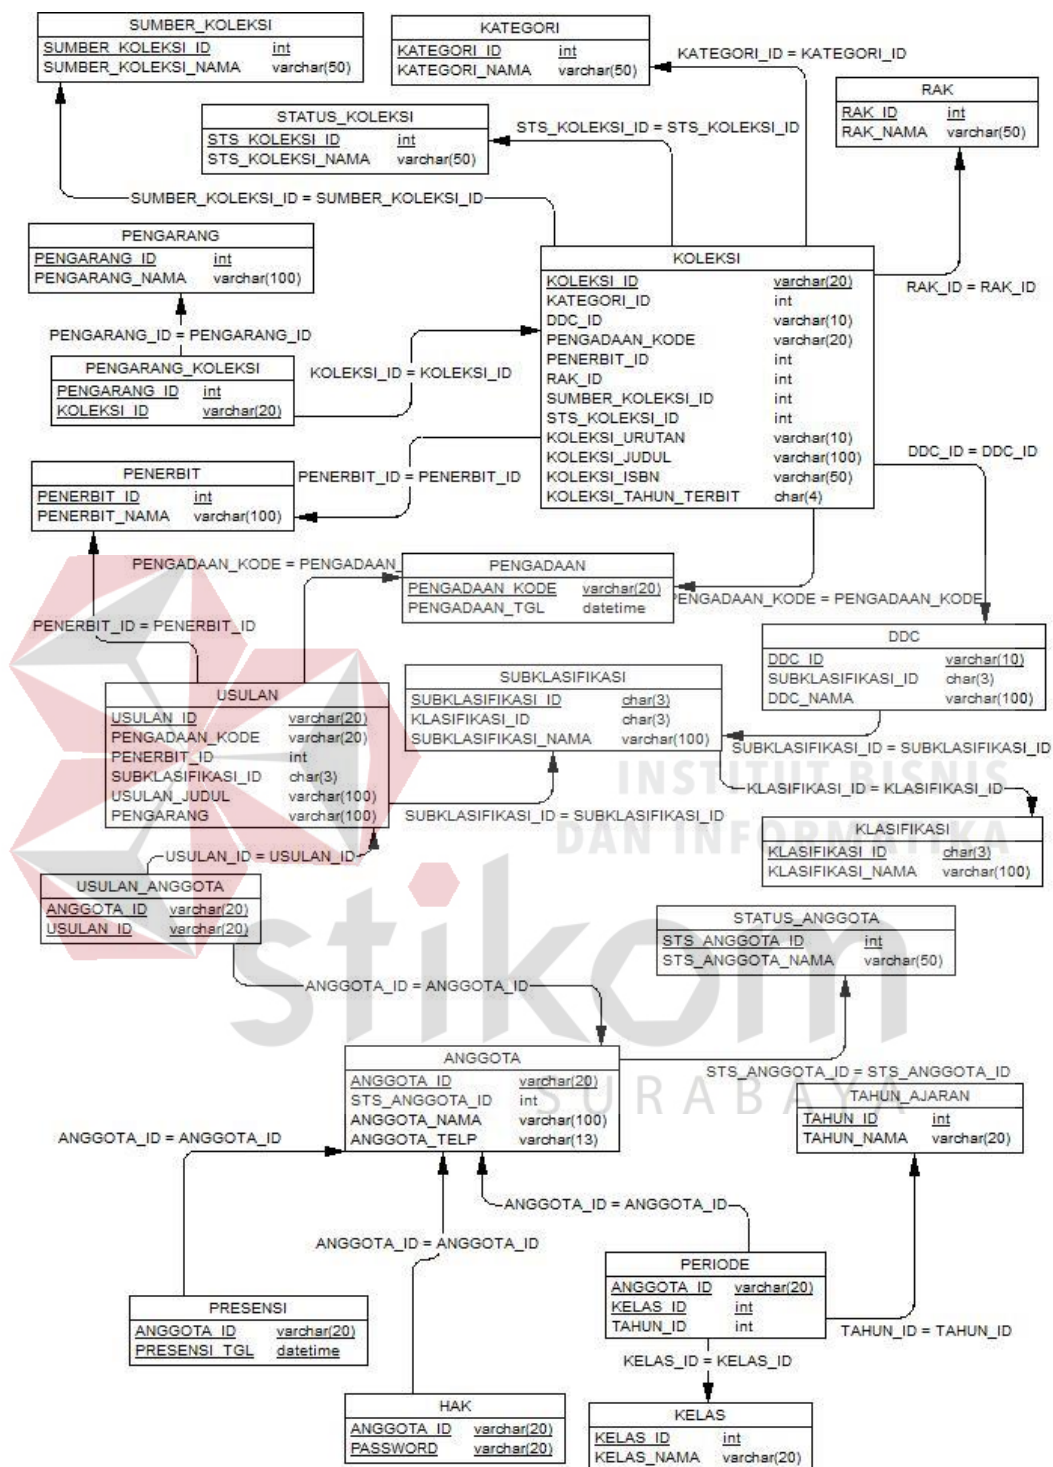 SUMBER_KOLEKSI
SUMBER_KOLEKSI_ID int
SUMBER_KOLEKSI_NAMA varchar(50)
KATEGORI
KATEGORI_ID int
KATEGORI_NAMA varchar(50)
KATEGORI_ID = KATEGORI_ID
RAK
RAK_ID int
RAK_NAMA varchar(50)
STATUS_KOLEKSI
STS_KOLEKSI_ID int
STS_KOLEKSI_NAMA varchar(50)
STS_KOLEKSI_ID = STS_KOLEKSI_ID
SUMBER_KOLEKSI_ID = SUMBER_KOLEKSI_ID
PENGARANG
PENGARANG_ID int
PENGARANG_NAMA varchar(100)
KOLEKSI
KOLEKSI_ID varchar(20)
KATEGORI_ID int
DDC_ID varchar(10)
PENGADAAN_KODE varchar(20)
PENERBIT_ID int
RAK_ID int
SUMBER_KOLEKSI_ID int
STS_KOLEKSI_ID int
KOLEKSI_URUTAN varchar(10)
KOLEKSI_JUDUL varchar(100)
KOLEKSI_ISBN varchar(50)
KOLEKSI_TAHUN_TERBIT char(4)
RAK_ID = RAK_ID
PENGARANG_ID = PENGARANG_ID
PENGARANG_KOLEKSI
PENGARANG_ID int
KOLEKSI_ID varchar(20)
KOLEKSI_ID = KOLEKSI_ID
DDC_ID = DDC_ID
PENERBIT
PENERBIT_ID int
PENERBIT_NAMA varchar(100)
PENERBIT_ID = PENERBIT_ID
PENGADAAN_KODE = PENGADAAN_
PENGADAAN
PENGADAAN_KODE varchar(20)
PENGADAAN_TGL datetime
PENGADAAN_KODE = PENGADAAN_KODE
PENERBIT_ID = PENERBIT_ID
DDC
DDC_ID varchar(10)
SUBKLASIFIKASI_ID char(3)
DDC_NAMA varchar(100)
SUBKLASIFIKASI
SUBKLASIFIKASI_ID char(3)
KLASIFIKASI_ID char(3)
SUBKLASIFIKASI_NAMA varchar(100)
USULAN
USULAN_ID varchar(20)
PENGADAAN_KODE varchar(20)
PENERBIT_ID int
SUBKLASIFIKASI_ID char(3)
USULAN_JUDUL varchar(100)
PENGARANG varchar(100)
SUBKLASIFIKASI_ID = SUBKLASIFIKASI_ID
INSTITUT BISNIS
KLASIFIKASI_ID = KLASIFIKASI_ID
SUBKLASIFIKASI_ID = SUBKLASIFIKASI_ID
DAN INFORMATIKA
KLASIFIKASI
KLASIFIKASI_ID char(3)
KLASIFIKASI_NAMA varchar(100)
USULAN_ID = USULAN_ID
USULAN_ANGGOTA
ANGGOTA_ID varchar(20)
USULAN_ID varchar(20)
stikom
STATUS_ANGGOTA
STS_ANGGOTA_ID int
STS_ANGGOTA_NAMA varchar(50)
ANGGOTA_ID = ANGGOTA_ID
ANGGOTA
ANGGOTA_ID varchar(20)
STS_ANGGOTA_ID int
ANGGOTA_NAMA varchar(100)
ANGGOTA_TELP varchar(13)
STS_ANGGOTA_ID = STS_ANGGOTA_ID
SURABAYA
TAHUN_AJARAN
TAHUN_ID int
TAHUN_NAMA varchar(20)
ANGGOTA_ID = ANGGOTA_ID
ANGGOTA_ID = ANGGOTA_ID
ANGGOTA_ID = ANGGOTA_ID
PERIODE
ANGGOTA_ID varchar(20)
KELAS_ID int
TAHUN_ID int
TAHUN_ID = TAHUN_ID
PRESENSI
ANGGOTA_ID varchar(20)
PRESENSI_TGL datetime
KELAS_ID = KELAS_ID
HAK
ANGGOTA_ID varchar(20)
PASSWORD varchar(20)
KELAS
KELAS_ID int
KELAS_NAMA varchar(20)